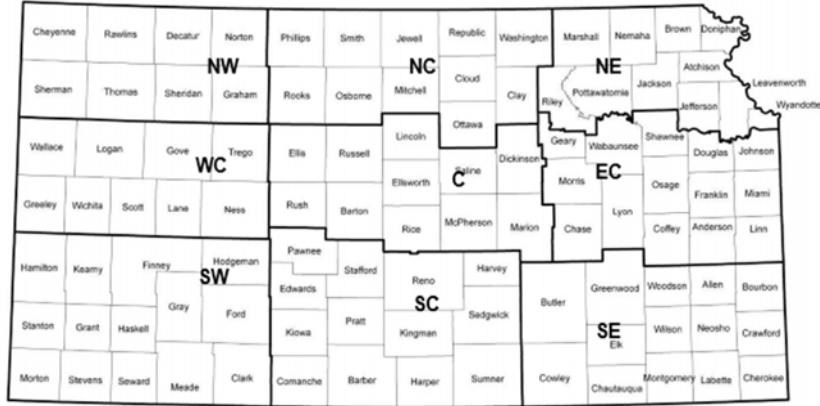 Cheyenne Rawlins Decatur Norton Phillips Smith Jewell Republic Washington Marshall Nemaha Brown Doniphan
NW NC NE
Sherman Thomas Sheridan Graham Rooks Osborne Mitchell Cloud Clay Riley Pottawatomie Jackson Atchison Jefferson Leavenworth Wyandotte
Ottawa
Wallace Logan Gove Trego Ellis Russell Lincoln Saline Dickinson Geary Wabaunsee Shawnee Douglas Johnson
WC C EC
Greeley Wichita Scott Lane Ness Rush Barton Ellsworth Rice McPherson Marion Morris Chase Lyon Osage Coffey Franklin Anderson Miami Linn
Hamilton Kearny Finney Hodgeman Pawnee Edwards Stafford Reno Harvey Butler Greenwood Woodson Allen Bourbon
SW SC SE
Stanton Grant Haskell Gray Ford Kiowa Pratt Kingman Sedgwick Elk Wilson Neosho Crawford
Morton Stevens Seward Meade Clark Comanche Barber Harper Sumner Cowley Chautauqua Montgomery Labette Cherokee